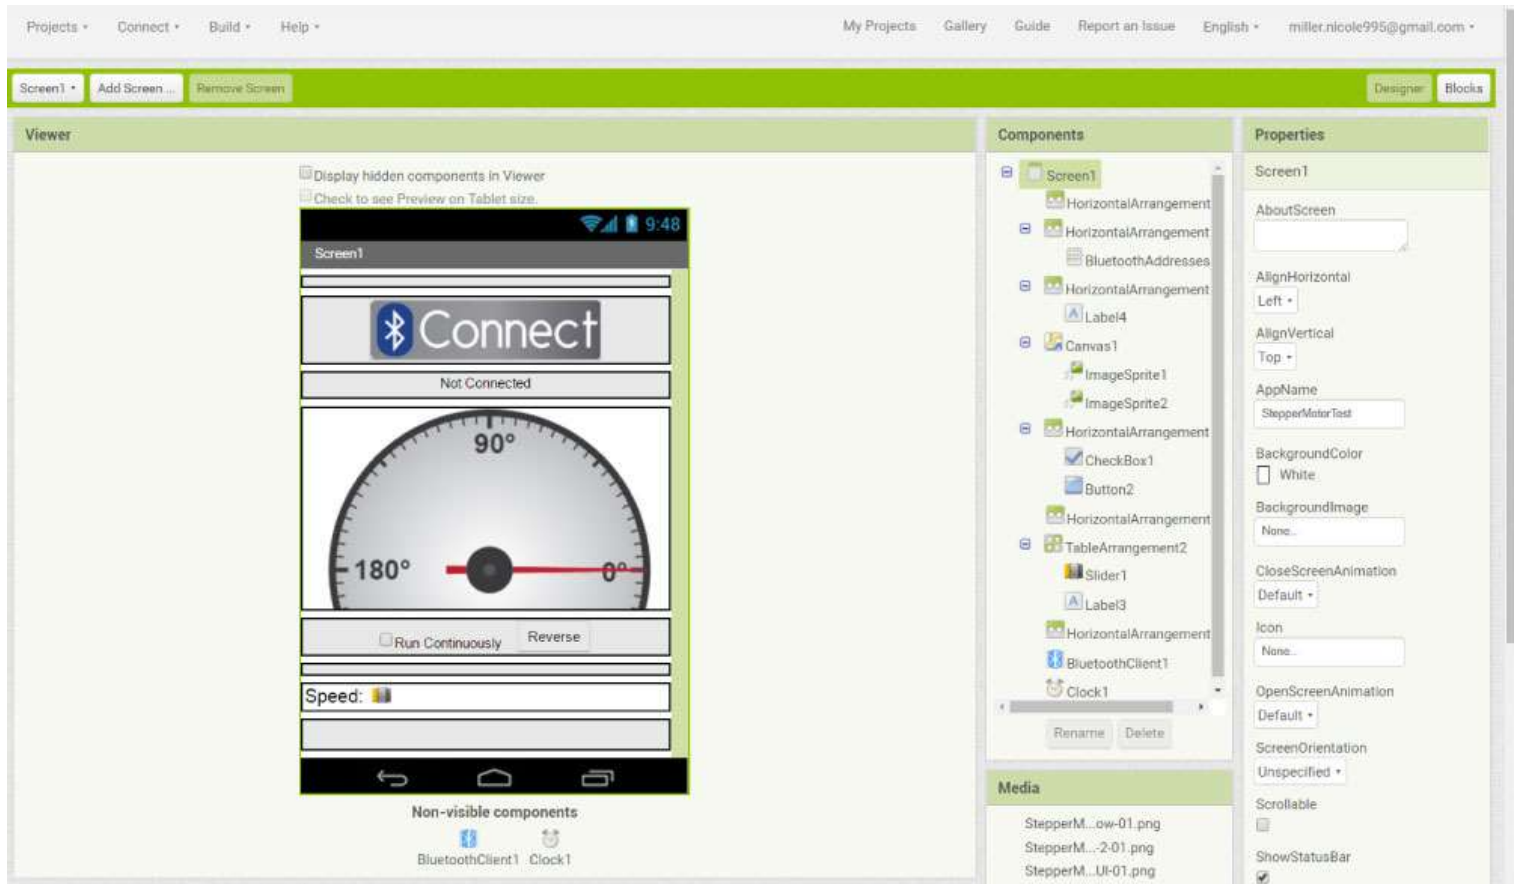 Projects Connect Build Help My Projects Gallery Guide Report an Issue English miller.nicole995@gmail.com
Screen1 Add Screen ... Remove Screen Designer Blocks
Viewer
Display hidden components in Viewer
Check to see Preview on Tablet size.
9:48
Screen1
Connect
Not Connected
90°
180° 0°
Run Continuously Reverse
Speed:
Non-visible components
BluetoothClient1 Clock1
Components
Screen1
HorizontalArrangement
HorizontalArrangement
BluetoothAddresses
HorizontalArrangement
Label4
Canvas1
ImageSprite1
ImageSprite2
HorizontalArrangement
CheckBox1
Button2
HorizontalArrangement
TableArrangement2
Slider1
Label3
HorizontalArrangement
BluetoothClient1
Clock1
Rename Delete
Media
StepperM...ow-01.png
StepperM...-2-01.png
StepperM...UI-01.png
Properties
Screen1
AboutScreen
AlignHorizontal
Left
AlignVertical
Top
AppName
StepperMotorTest
BackgroundColor
White
BackgroundImage
None...
CloseScreenAnimation
Default
Icon
None...
OpenScreenAnimation
Default
ScreenOrientation
Unspecified
Scrollable
ShowStatusBar